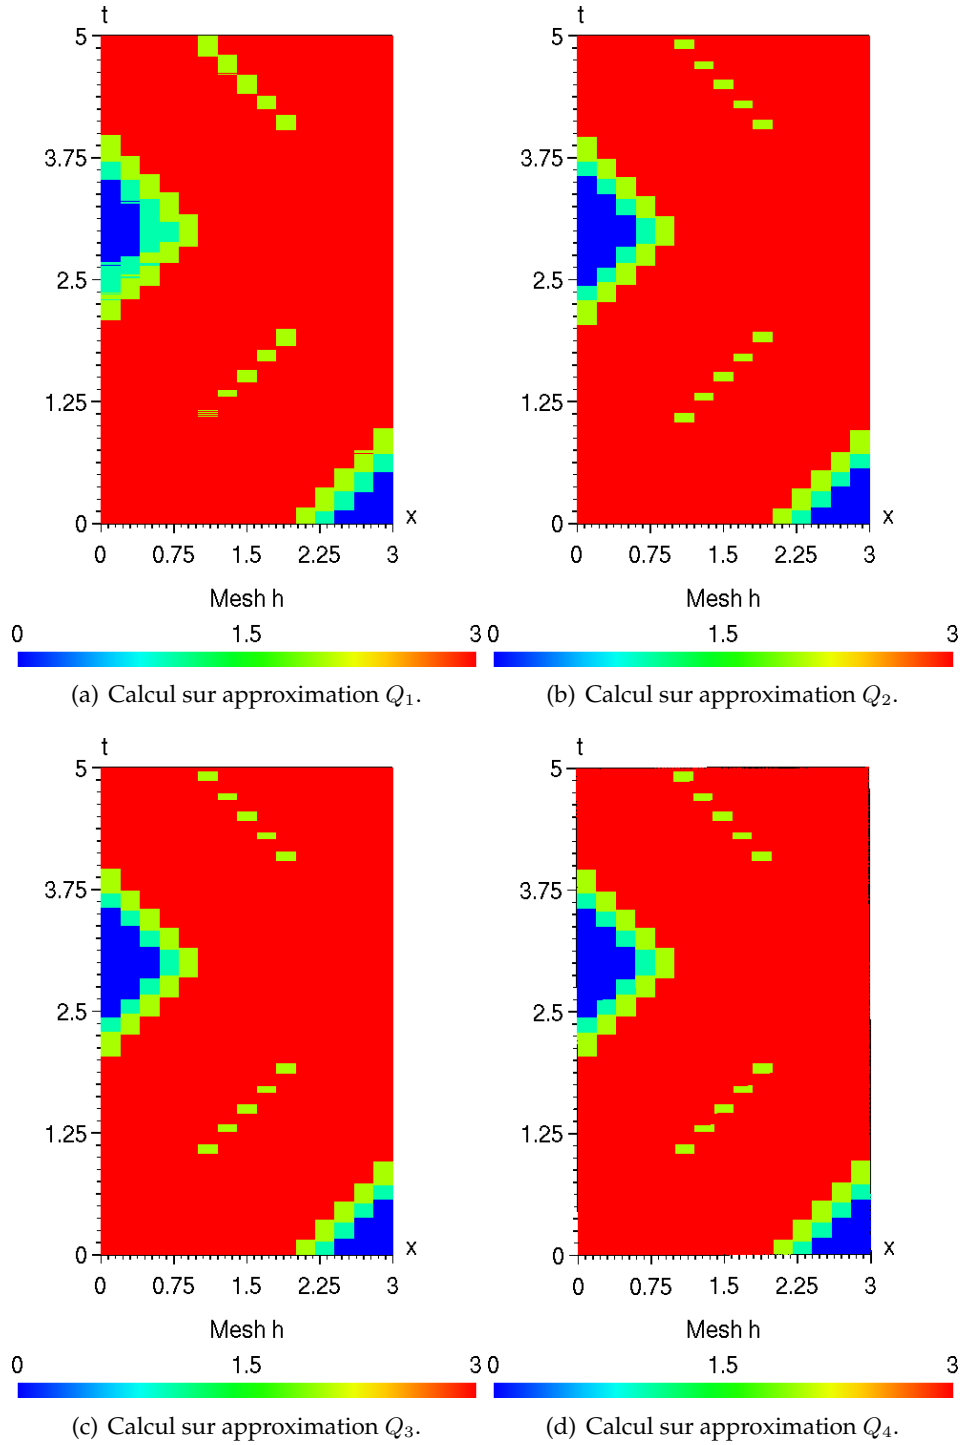 t
5
3.75
2.5
1.25
0
x
0 0.75 1.5 2.25 3
Mesh h
0 1.5 3
(a) Calcul sur approximation Q1.
t
5
3.75
2.5
1.25
0
x
0 0.75 1.5 2.25 3
Mesh h
0 1.5 3
(b) Calcul sur approximation Q2.
t
5
3.75
2.5
1.25
0
x
0 0.75 1.5 2.25 3
Mesh h
0 1.5 3
(c) Calcul sur approximation Q3.
t
5
3.75
2.5
1.25
0
x
0 0.75 1.5 2.25 3
Mesh h
0 1.5 3
(d) Calcul sur approximation Q4.